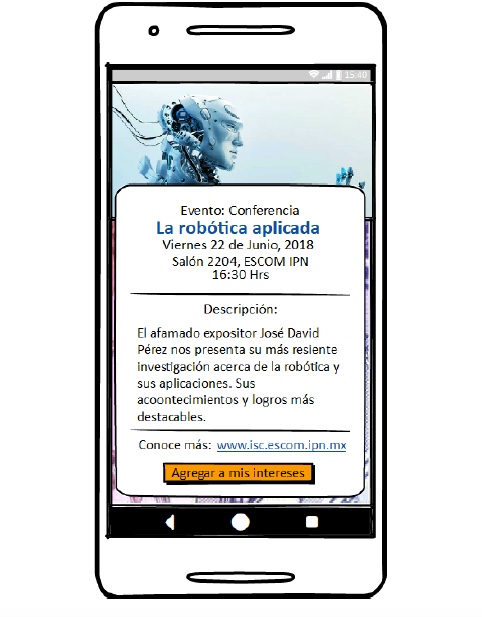 15:40
Evento: Conferencia
La robótica aplicada
Viernes 22 de Junio, 2018
Salón 2204, ESCOM IPN
16:30 Hrs
Descripción:
El afamado expositor José David
Pérez nos presenta su más resiente
investigación acerca de la robótica y
sus aplicaciones. Sus
acoontecimientos y logros más
destacables.
Conoce más: www.isc.escom.ipn.mx
Agregar a mis intereses